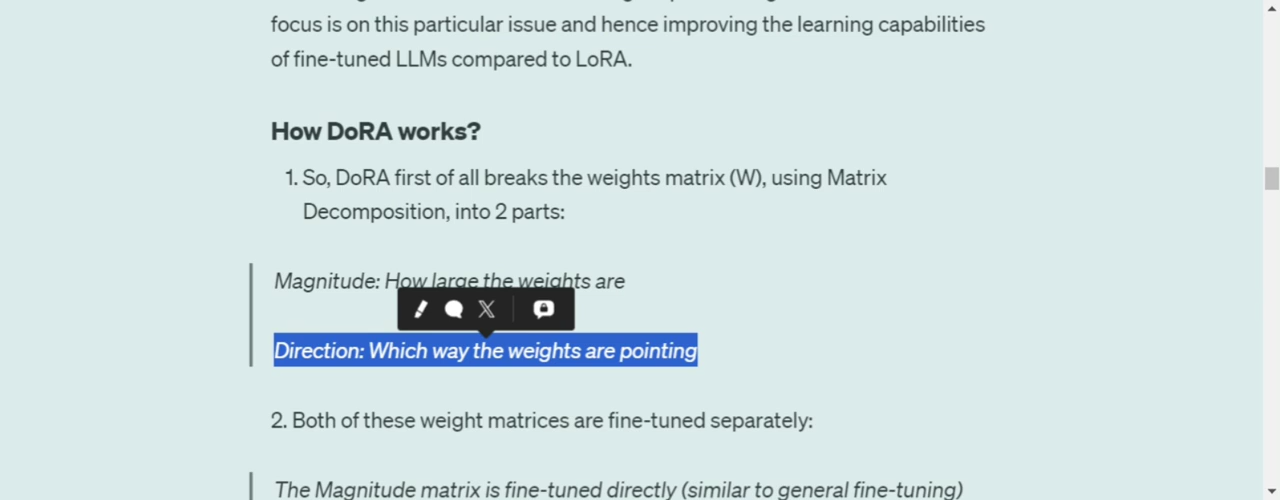 focus is on this particular issue and hence improving the learning capabilities
of fine-tuned LLMs compared to LoRA.
How DoRA works?
1. So, DoRA first of all breaks the weights matrix (W), using Matrix
Decomposition, into 2 parts:
Magnitude: How large the weights are
Direction: Which way the weights are pointing
2. Both of these weight matrices are fine-tuned separately:
The Magnitude matrix is fine-tuned directly (similar to general fine-tuning)